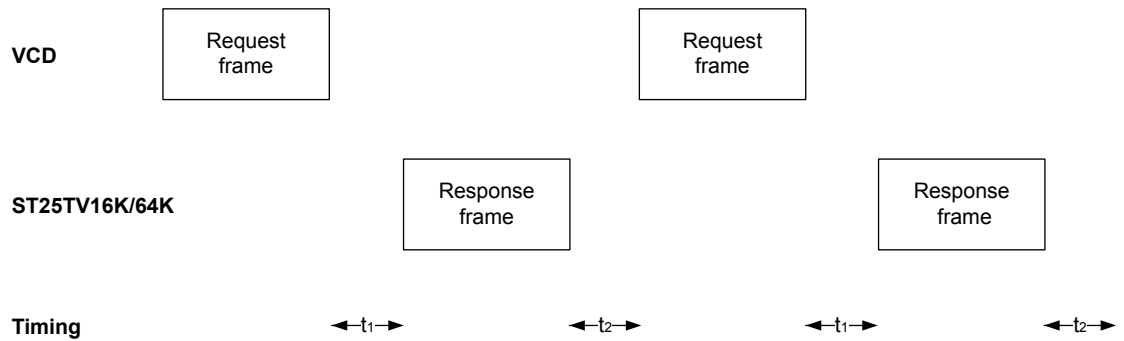 VCD
Request
frame
Request
frame
ST25TV16K/64K
Response
frame
Response
frame
Timing
t1
t2
t1
t2